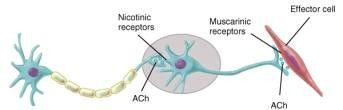 Nicotinic
receptors
Muscarinic
receptors
Effector cell
ACh
ACh